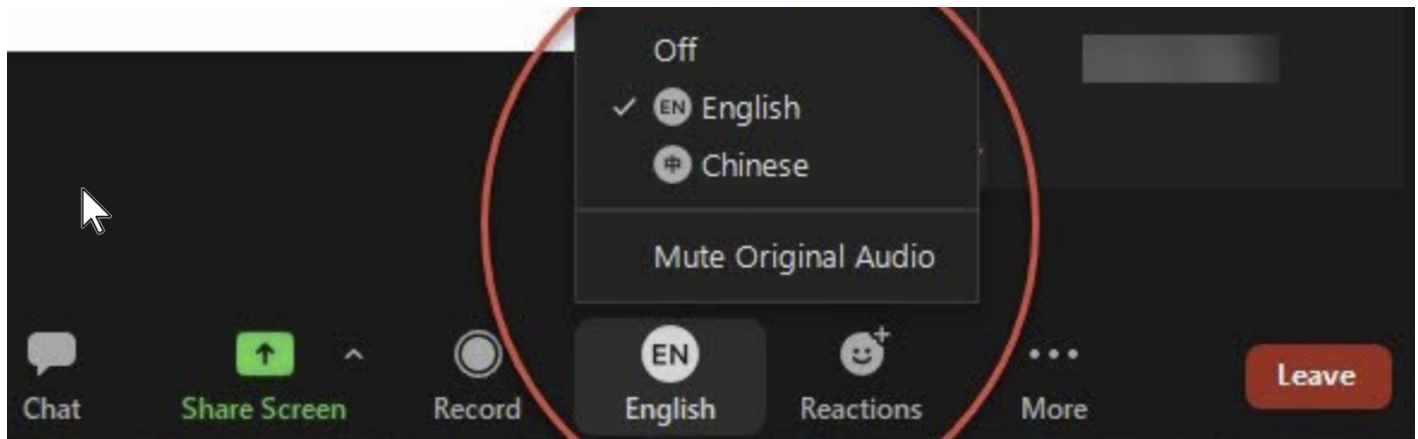 Off
EN English
中 Chinese
Mute Original Audio
EN
Chat Share Screen Record English Reactions More Leave